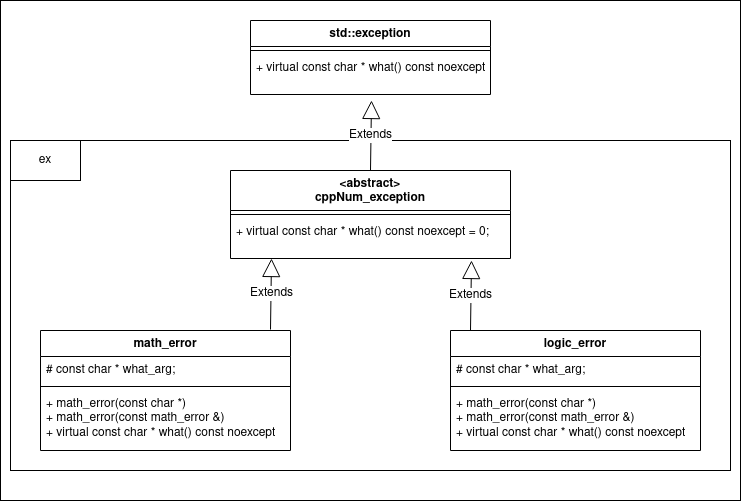 std::exception
+ virtual const char * what() const noexcept
Extends
ex
<abstract>
cppNum_exception
+ virtual const char * what() const noexcept = 0;
Extends
Extends
math_error
# const char * what_arg;
+ math_error(const char *)
+ math_error(const math_error &)
+ virtual const char * what() const noexcept
logic_error
# const char * what_arg;
+ math_error(const char *)
+ math_error(const math_error &)
+ virtual const char * what() const noexcept